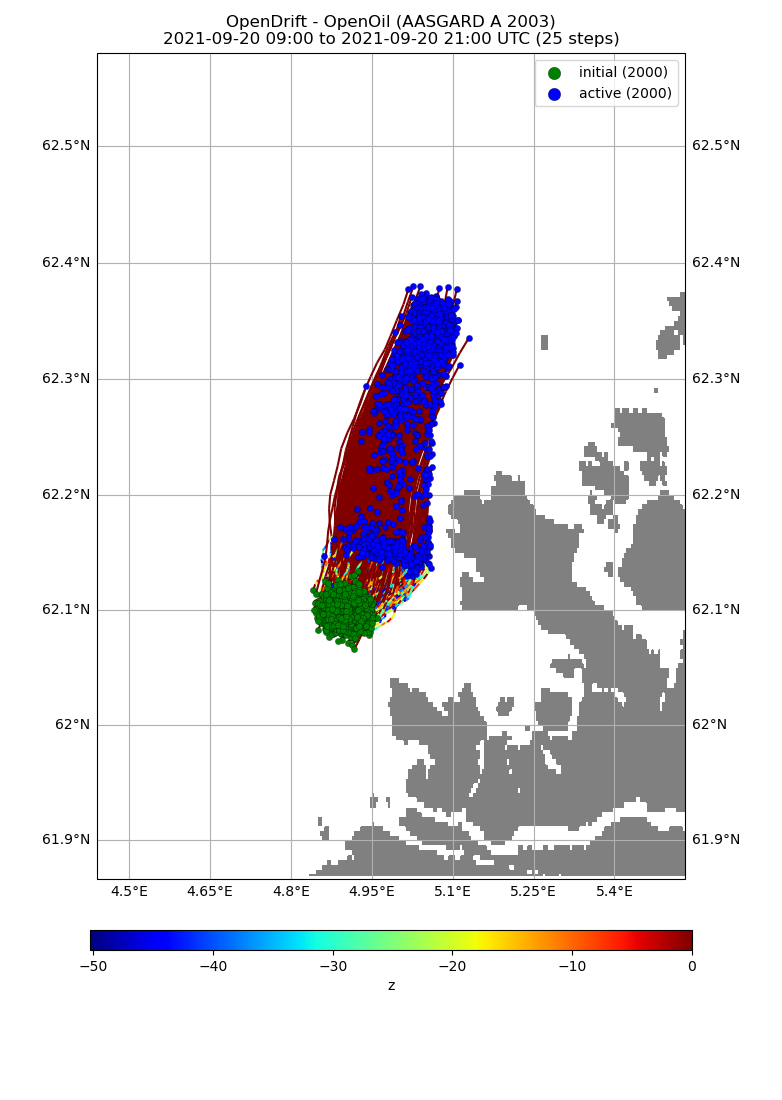 OpenDrift - OpenOil (AASGARD A 2003)
2021-09-20 09:00 to 2021-09-20 21:00 UTC (25 steps)
initial (2000)
active (2000)
62.5°N 62.5°N
62.4°N 62.4°N
62.3°N 62.3°N
62.2°N 62.2°N
62.1°N 62.1°N
62°N 62°N
61.9°N 61.9°N
4.5°E 4.65°E 4.8°E 4.95°E 5.1°E 5.25°E 5.4°E
−50 −40 −30 −20 −10 0
z